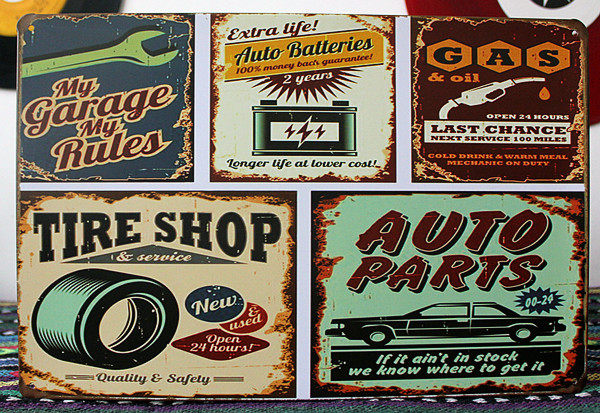 My
Garage
My
Rules
Extra life!
Auto Batteries
100% money back guarantee!
2 years
Longer life at lower cost!
GAS
& oil
OPEN 24 HOURS
LAST CHANCE
NEXT SERVICE 100 MILES
COLD DRINK & WARM MEAL
MECHANIC ON DUTY
TIRE SHOP
& service
New
& used
Open
24 hours!
Quality & Safety
AUTO
PARTS
00-24
If it ain't in stock
we know where to get it